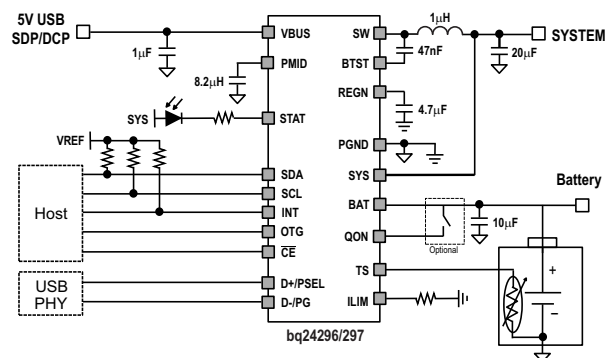 5V USB
SDP/DCP
1μF
VBUS
PMID
8.2μH
SYS
STAT
VREF
Host
SDA
SCL
INT
OTG
CE
USB
PHY
D+/PSEL
D-/PG
SW
1μH
SYSTEM
BTST
47nF
20μF
REGN
4.7μF
PGND
SYS
BAT
Battery
QON
Optional
10μF
TS
+
−
ILIM
bq24296/297